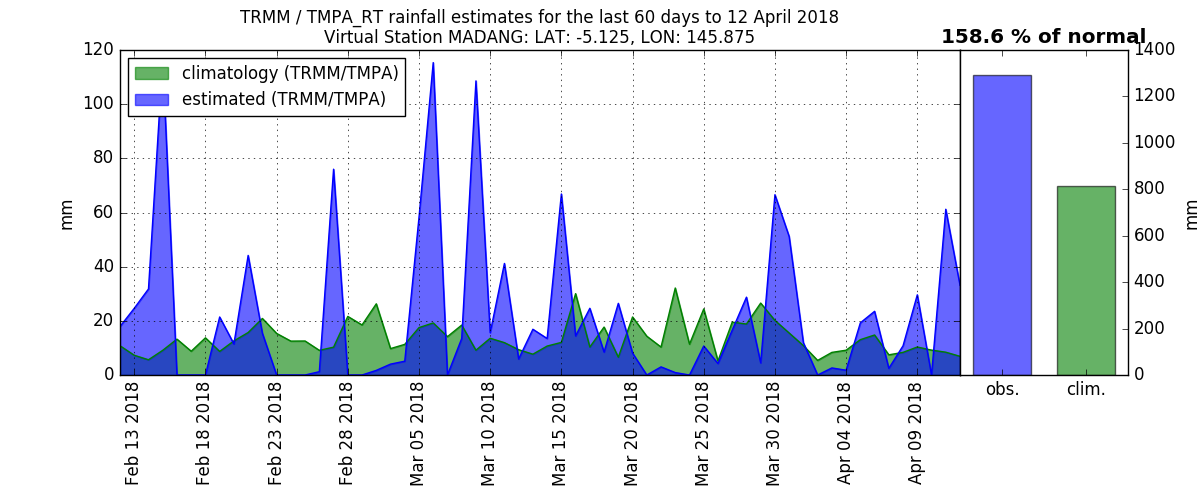 TRMM / TMPA_RT rainfall estimates for the last 60 days to 12 April 2018
Virtual Station MADANG: LAT: -5.125, LON: 145.875
158.6 % of normal
climatology (TRMM/TMPA)
estimated (TRMM/TMPA)
120
100
80
60
40
20
0
mm
Feb 13 2018
Feb 18 2018
Feb 23 2018
Feb 28 2018
Mar 05 2018
Mar 10 2018
Mar 15 2018
Mar 20 2018
Mar 25 2018
Mar 30 2018
Apr 04 2018
Apr 09 2018
obs.
clim.
1400
1200
1000
800
600
400
200
0
mm